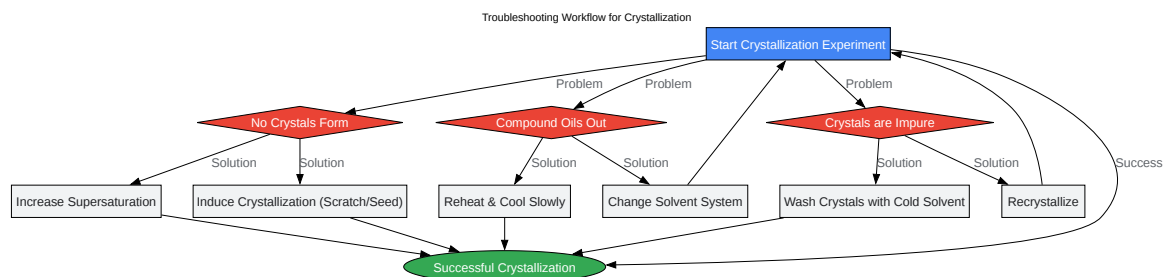 Troubleshooting Workflow for Crystallization
Start Crystallization Experiment
Problem
Problem
Problem
No Crystals Form
Compound Oils Out
Crystals are Impure
Solution
Solution
Solution
Solution
Solution
Solution
Success
Increase Supersaturation
Induce Crystallization (Scratch/Seed)
Reheat & Cool Slowly
Change Solvent System
Wash Crystals with Cold Solvent
Recrystallize
Successful Crystallization